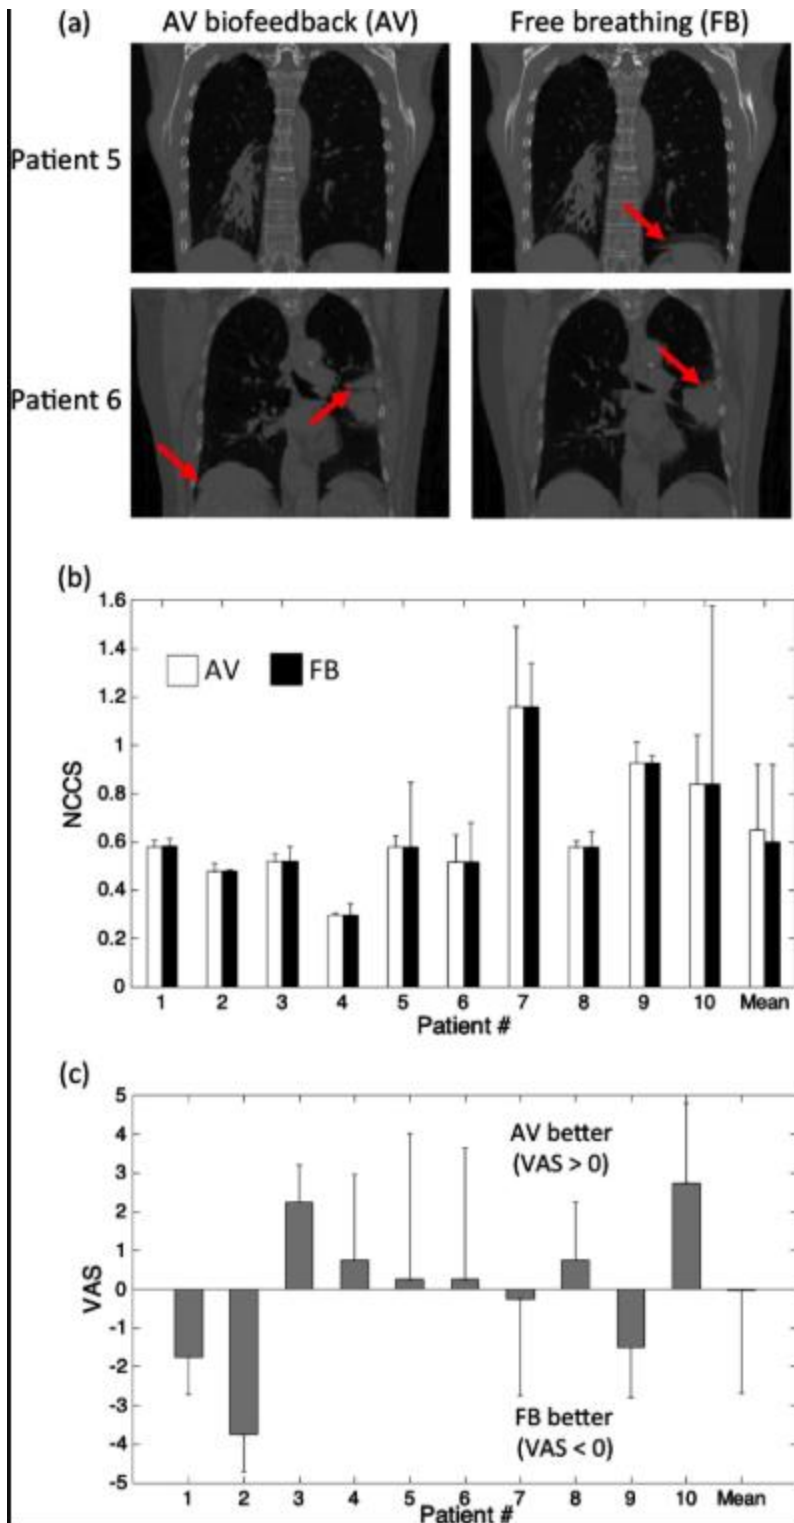 (a) AV biofeedback (AV) Free breathing (FB)
Patient 5
Patient 6
(b)
1.6
1.4
1.2
1
0.8
0.6
0.4
0.2
0
NCCS
AV FB
1 2 3 4 5 6 7 8 9 10 Mean
Patient #
(c)
5
4
3
2
1
0
-1
-2
-3
-4
-5
VAS
AV better
(VAS > 0)
FB better
(VAS < 0)
1 2 3 4 5 6 7 8 9 10 Mean
Patient #